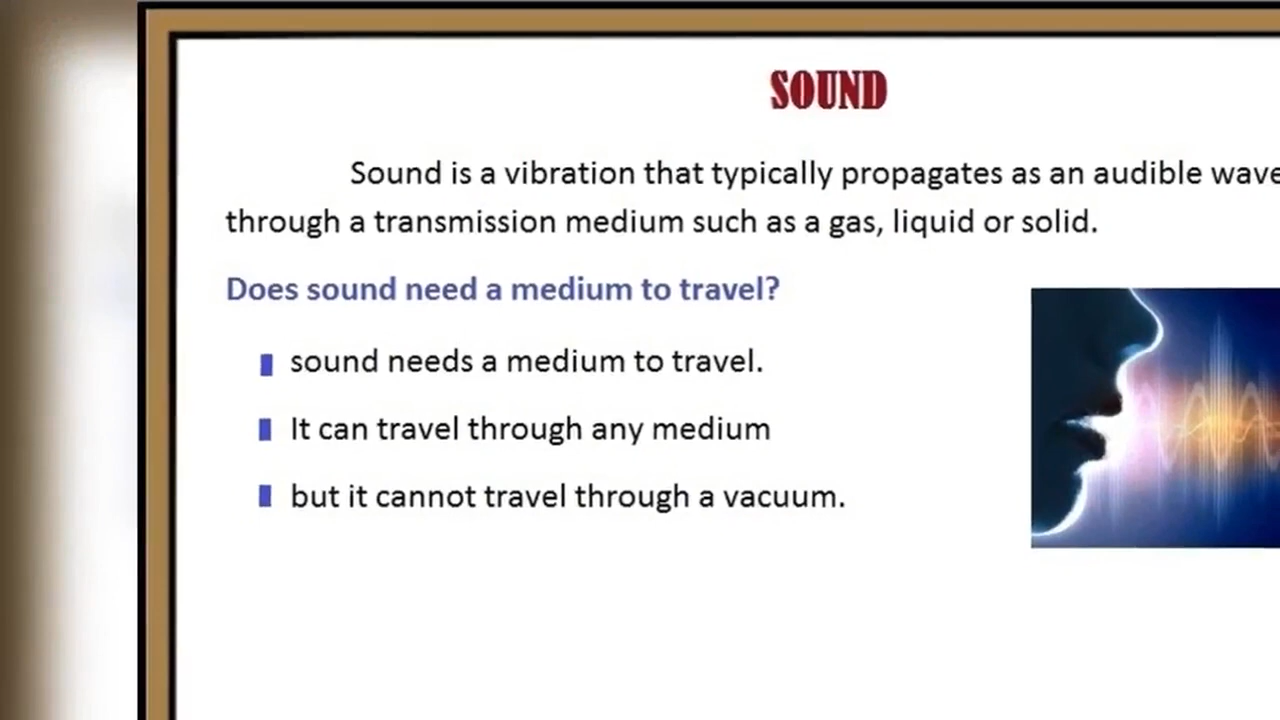 SOUND
Sound is a vibration that typically propagates as an audible wave
through a transmission medium such as a gas, liquid or solid.
Does sound need a medium to travel?
sound needs a medium to travel.
It can travel through any medium
but it cannot travel through a vacuum.